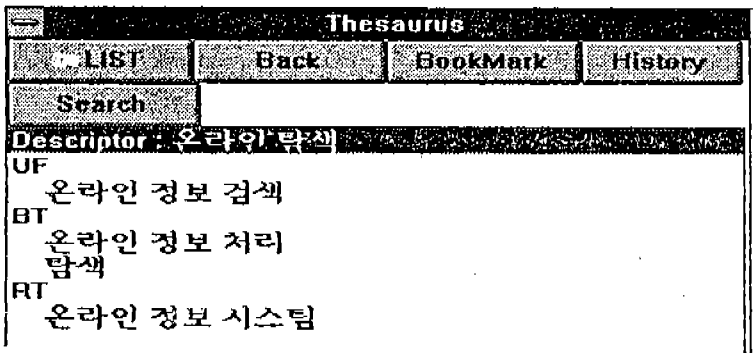 Thesaurus
LIST Back BookMark History
Search
Descriptor : 온라인 탐색
UF
온라인 정보 검색
BT
온라인 정보 처리
탐색
RT
온라인 정보 시스팀